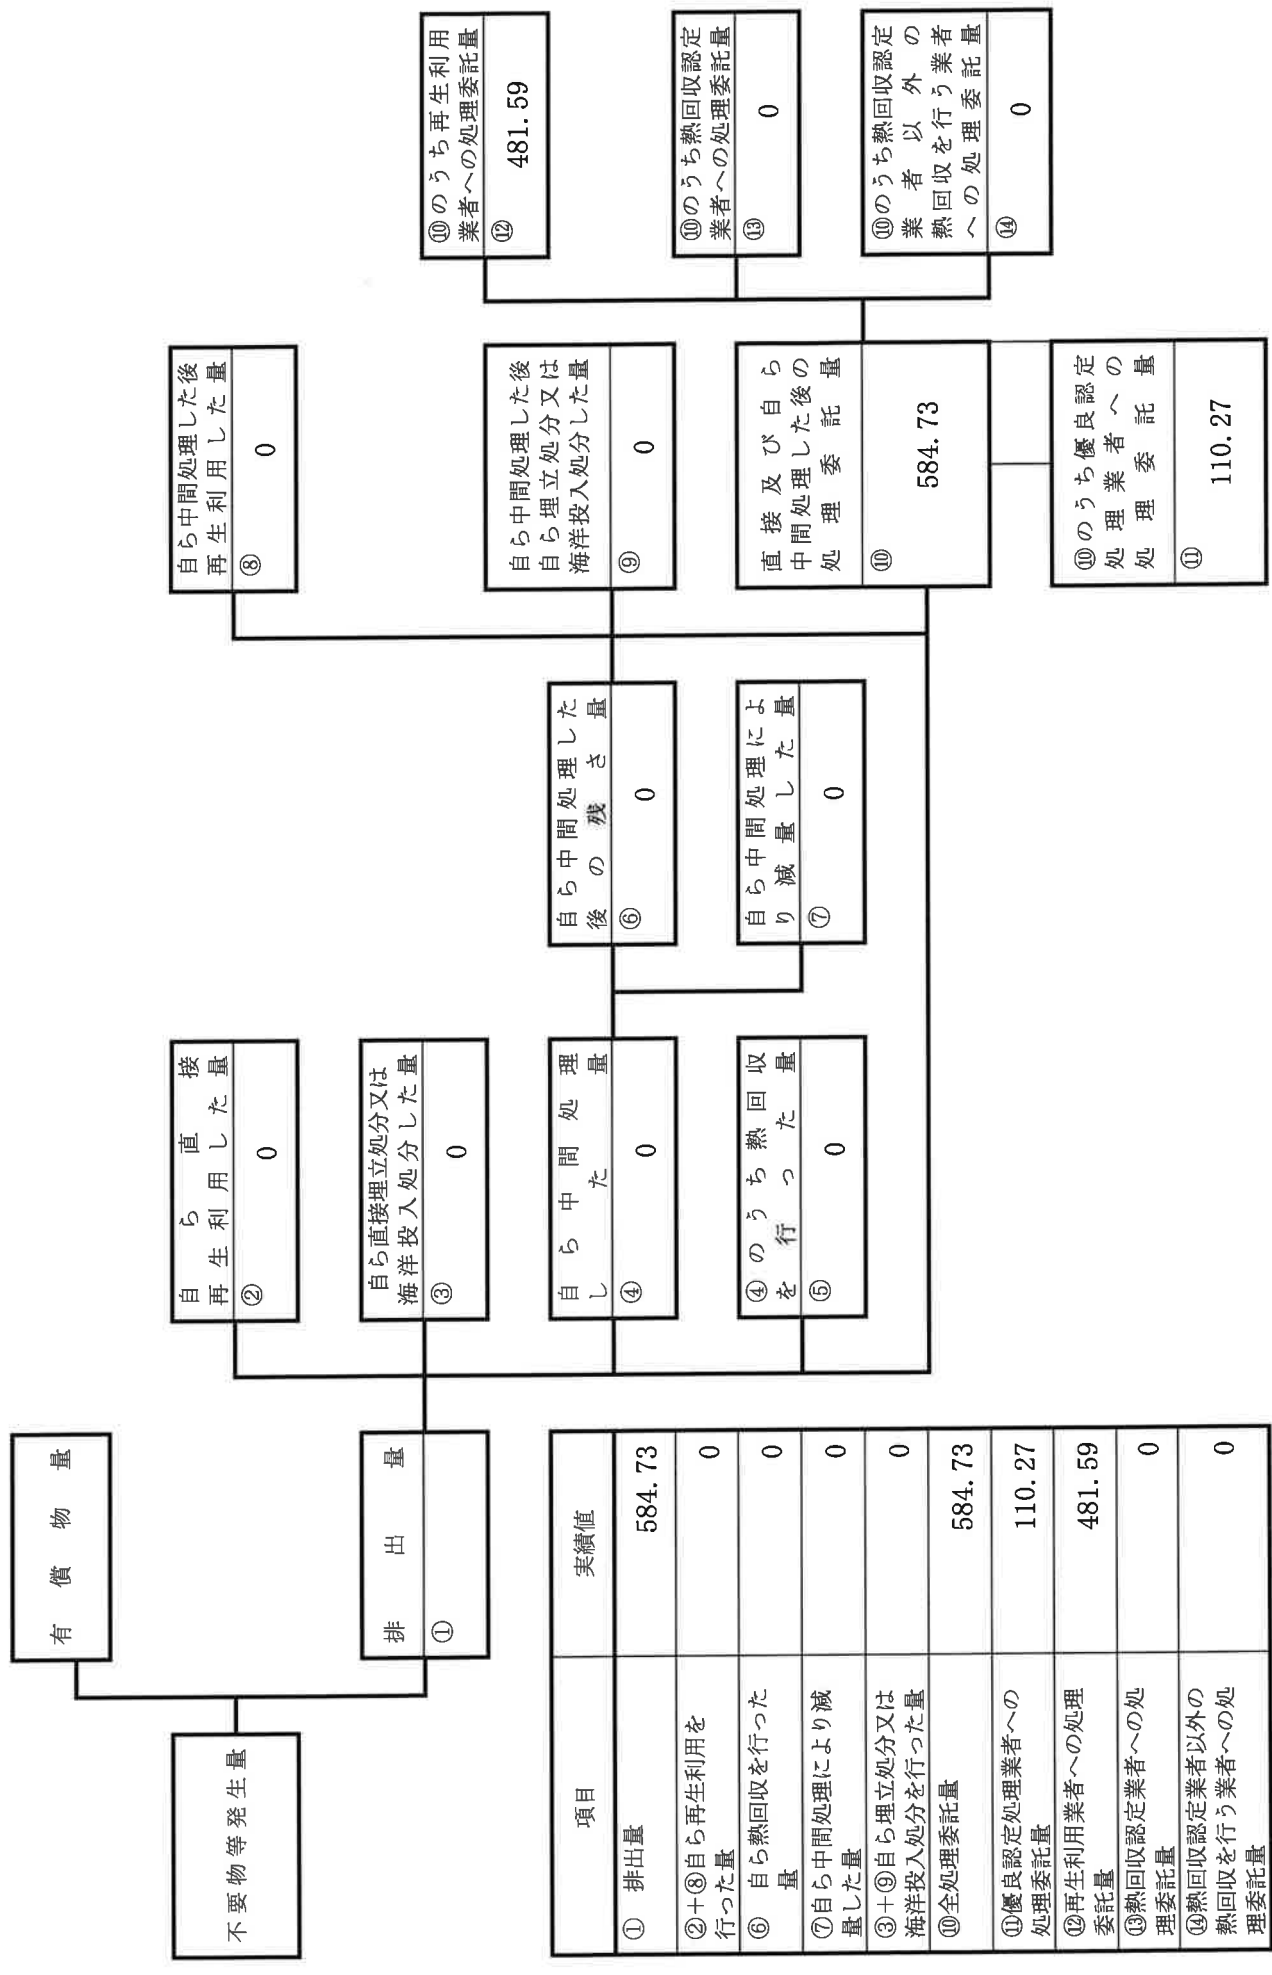 有償物量
不要物等発生量
排出量
①
自ら直接
再生利用した量
②
0
自ら直接埋立処分又は
海洋投入処分した量
③
0
自ら中間処理
した量
④
0
④のうち熱回収
を行った量
⑤
0
自ら中間処理した
後の残さ量
⑥
0
自ら中間処理によ
り減量した量
⑦
0
自ら中間処理した後
再生利用した量
⑧
0
自ら中間処理した後
自ら埋立処分又は
海洋投入処分した量
⑨
0
直接及び自ら
中間処理した後の
処理委託量
⑩
584.73
⑩のうち優良認定
処理業者への
処理委託量
⑪
110.27
⑩のうち再生利用
業者への処理委託量
⑫
481.59
⑩のうち熱回収認定
業者への処理委託量
⑬
0
⑩のうち熱回収認定
業者以外の
熱回収を行う業者
への処理委託量
⑭
0
項目 実績値
① 排出量 584.73
②+⑧自ら再生利用を
行った量 0
⑥ 自ら熱回収を行った
量 0
⑦自ら中間処理により減
量した量 0
③+⑨自ら埋立処分又は
海洋投入処分を行った量 0
⑩全処理委託量 584.73
⑪優良認定処理業者への
処理委託量 110.27
⑫再生利用業者への処理
委託量 481.59
⑬熱回収認定業者への処
理委託量 0
⑭熱回収認定業者以外の
熱回収を行う業者への処
理委託量 0